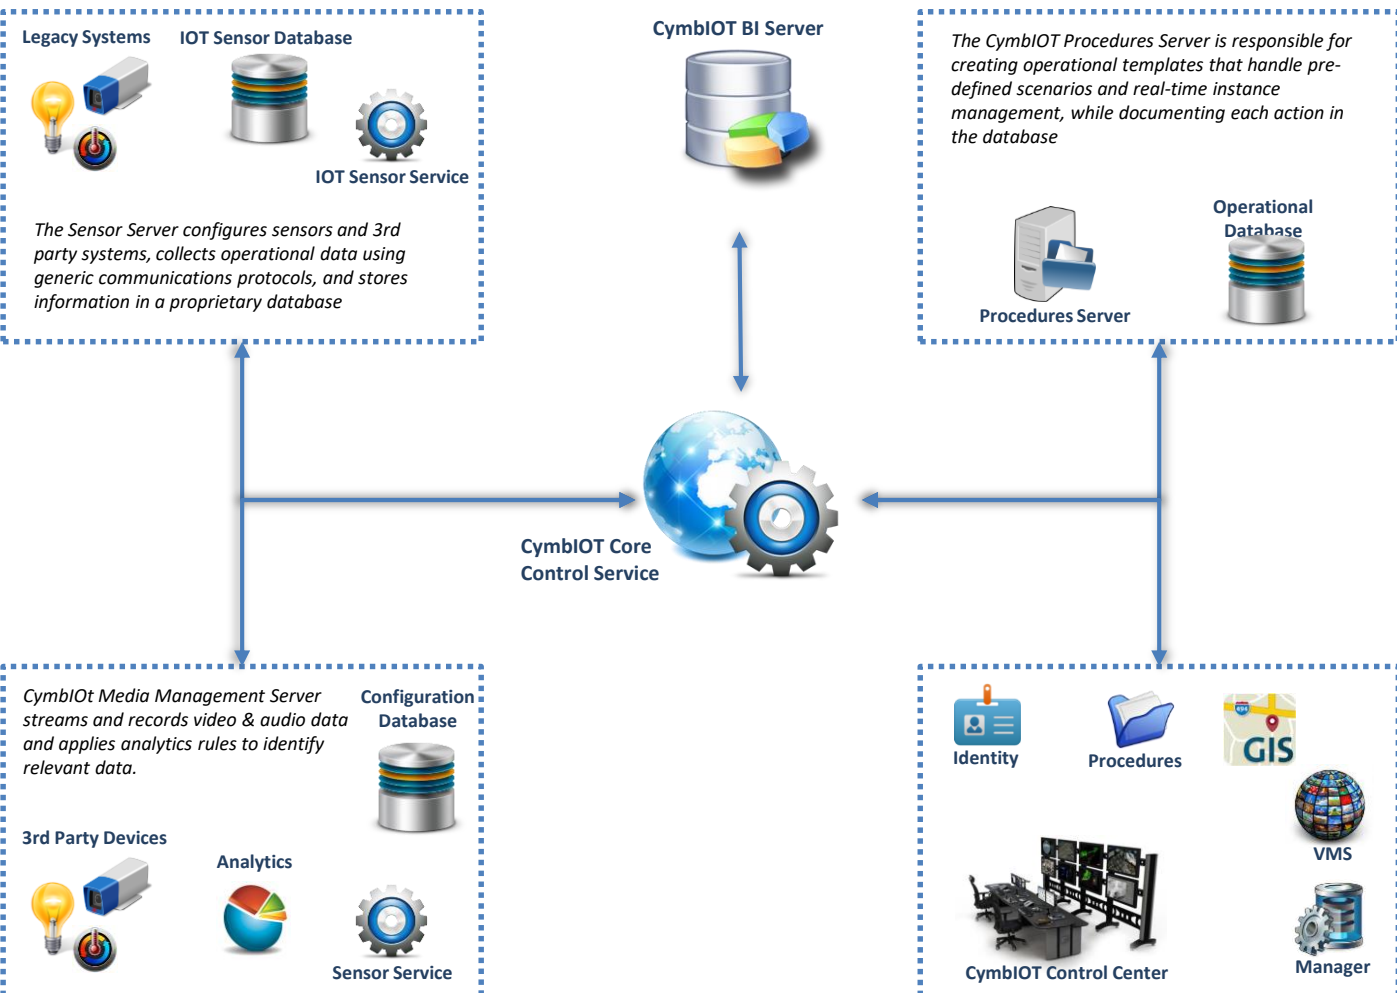 Legacy Systems
IOT Sensor Database
IOT Sensor Service
The Sensor Server configures sensors and 3rd
party systems, collects operational data using
generic communications protocols, and stores
information in a proprietary database
CymbIOT BI Server
The CymbIOT Procedures Server is responsible for
creating operational templates that handle pre-
defined scenarios and real-time instance
management, while documenting each action in
the database
Procedures Server
Operational
Database
CymbIOT Core
Control Service
CymbIOt Media Management Server
streams and records video & audio data
and applies analytics rules to identify
relevant data.
Configuration
Database
3rd Party Devices
Analytics
Sensor Service
Identity
Procedures
494
GIS
VMS
CymbIOT Control Center
Manager